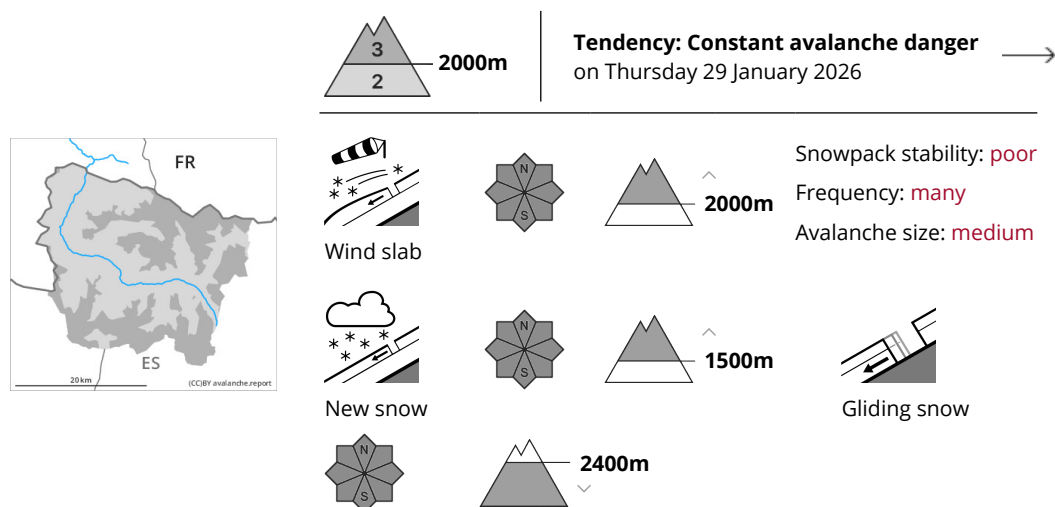 3
2
2000m
Tendency: Constant avalanche danger
on Thursday 29 January 2026
FR
ES
20 km
(CC)BY avalanche.report
Wind slab
N
S
2000m
Snowpack stability: poor
Frequency: many
Avalanche size: medium
New snow
N
S
1500m
Gliding snow
N
S
2400m